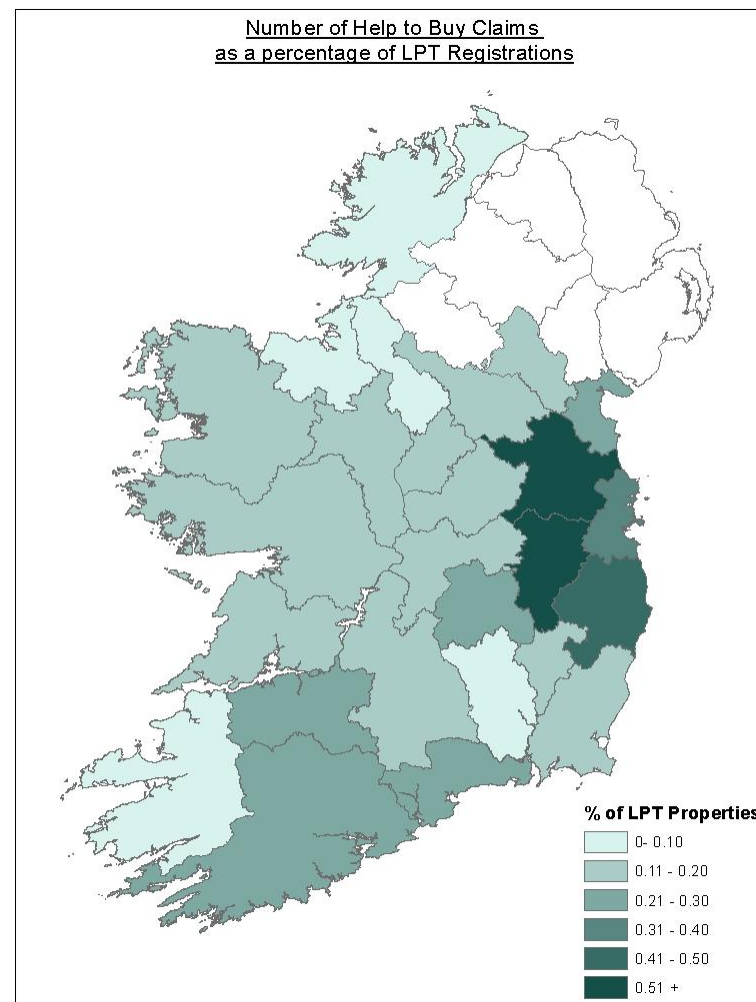 Number of Help to Buy Claims
as a percentage of LPT Registrations
% of LPT Properties
0- 0.10
0.11 - 0.20
0.21 - 0.30
0.31 - 0.40
0.41 - 0.50
0.51 +